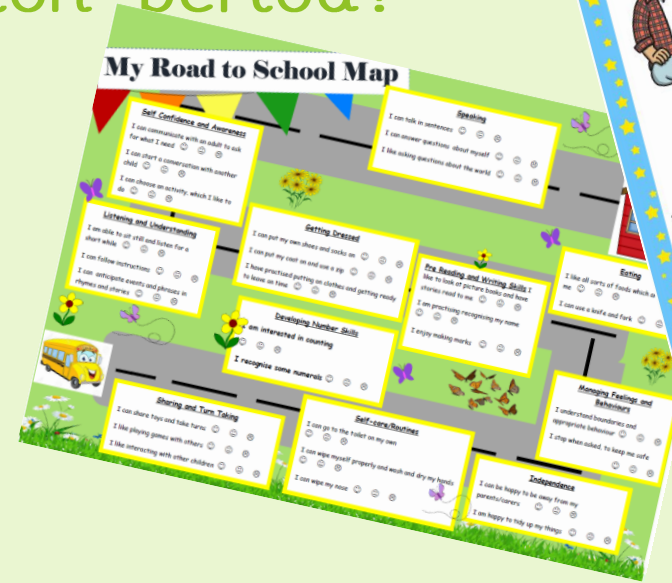 My Road to School Map
Self Confidence and Awareness
I can communicate with an adult to ask
for what I need
I can start a conversation with another
child
I can choose an activity, which I like to
do
Speaking
I can talk in sentences
I can answer questions about myself
I like asking questions about the world
Listening and Understanding
I am able to sit still and listen for a
short while
I can follow instructions
I can anticipate events and phrases in
rhymes and stories
Getting Dressed
I can put my own shoes and socks on
I can put my coat on and use a zip
I have practised putting on clothes and getting ready
to leave on time
Pre Reading and Writing Skills I
like to look at picture books and have
stories read to me
I am practising recognising my name
I enjoy making marks
Eating
I like all sorts of foods which
me
I can use a knife and fork
Developing Number Skills
I am interested in counting
I recognise some numerals
Managing Feelings and
Behaviours
I understand boundaries and
appropriate behaviour
I stop when asked, to keep me safe
Sharing and Turn Taking
I can share toys and take turns
I like playing games with others
I like interacting with other children
Self-care/Routines
I can go to the toilet on my own
I can wipe myself properly and wash and dry my hands
I can wipe my nose
Independence
I can be happy to be away from my
parents/carers
I am happy to tidy up my things